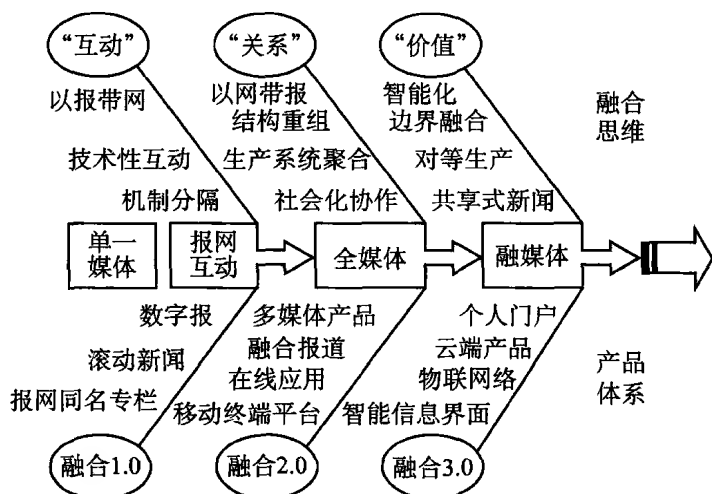 “互动” “关系” “价值”
以报带网 以网带报 智能化 融合
结构重组 边界融合 思维
技术性互动 生产系统聚合 对等生产
机制分隔 社会化协作 共享式新闻
单一 报网
全媒体 融媒体
媒体 互动
数字报 多媒体产品 个人门户
滚动新闻 融合报道 云端产品 产品
在线应用 物联网络 体系
报网同名专栏 移动终端平台 智能信息界面
融合1.0 融合2.0 融合3.0